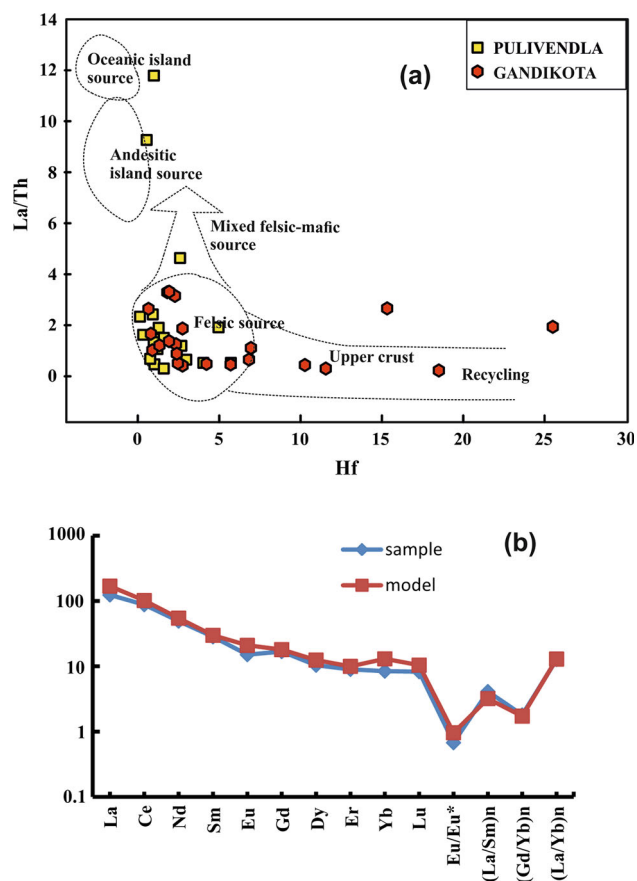 14
12
10
8
6
4
2
0
La/Th
Oceanic island
source
(a)
PULIVENDLA
GANDIKOTA
Andesitic
island source
Mixed felsic-mafic
source
Felsic source
Upper crust
Recycling
0 5 10 15 20 25 30
Hf
1000
100
10
1
0.1
sample
model
(b)
La
Ce
Nd
Sm
Eu
Gd
Dy
Er
Yb
Lu
Eu/Eu*
(La/Sm)n
(Gd/Yb)n
(La/Yb)n